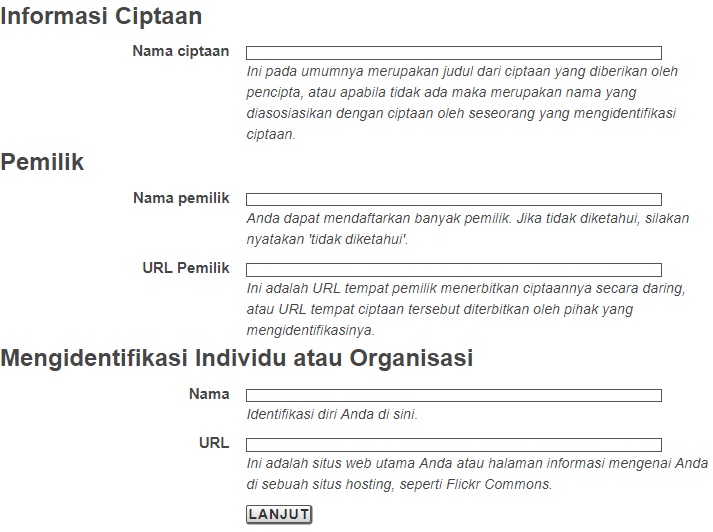 Informasi Ciptaan
Nama ciptaan
Ini pada umumnya merupakan judul dari ciptaan yang diberikan oleh
pencipta, atau apabila tidak ada maka merupakan nama yang
diasosiasikan dengan ciptaan oleh seseorang yang mengidentifikasi
ciptaan.
Pemilik
Nama pemilik
Anda dapat mendaftarkan banyak pemilik. Jika tidak diketahui, silakan
nyatakan 'tidak diketahui'.
URL Pemilik
Ini adalah URL tempat pemilik menerbitkan ciptaannya secara daring,
atau URL tempat ciptaan tersebut diterbitkan oleh pihak yang
mengidentifikasinya.
Mengidentifikasi Individu atau Organisasi
Nama
Identifikasi diri Anda di sini.
URL
Ini adalah situs web utama Anda atau halaman informasi mengenai Anda
di sebuah situs hosting, seperti Flickr Commons.
LANJUT